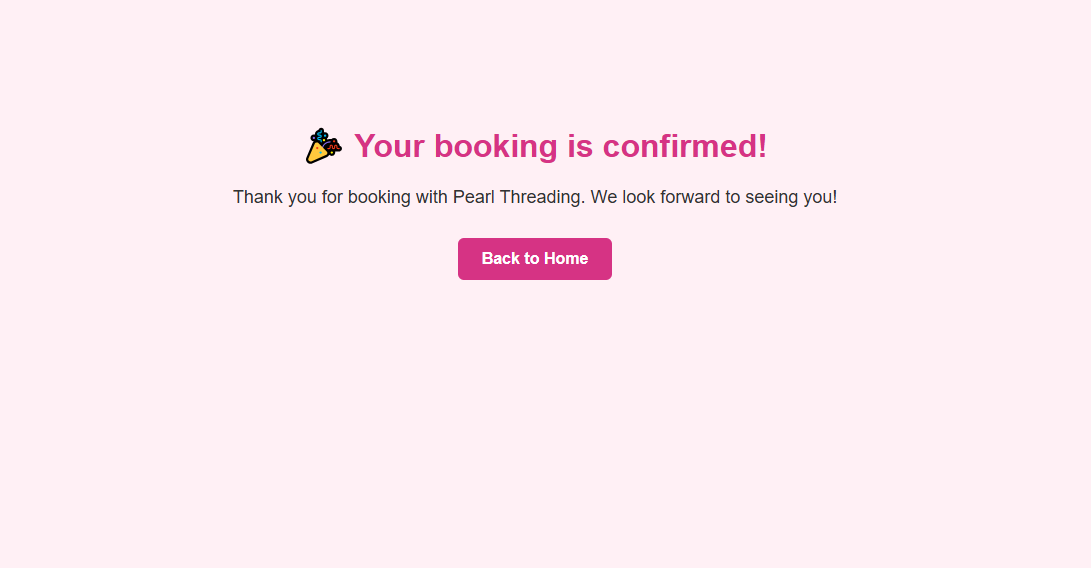 🎉 Your booking is confirmed!
Thank you for booking with Pearl Threading. We look forward to seeing you!
Back to Home